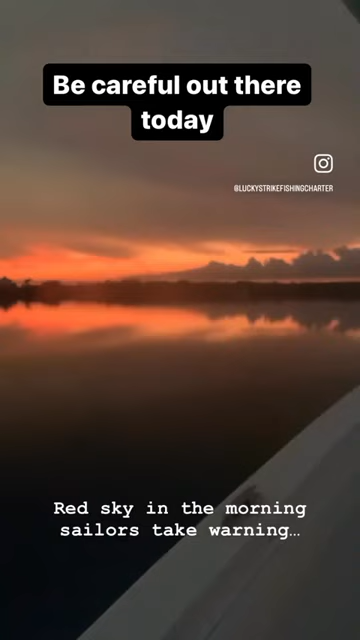 Be careful out there
today
@LUCKYSTRIKEFISHINGCHARTER
Red sky in the morning
sailors take warning…